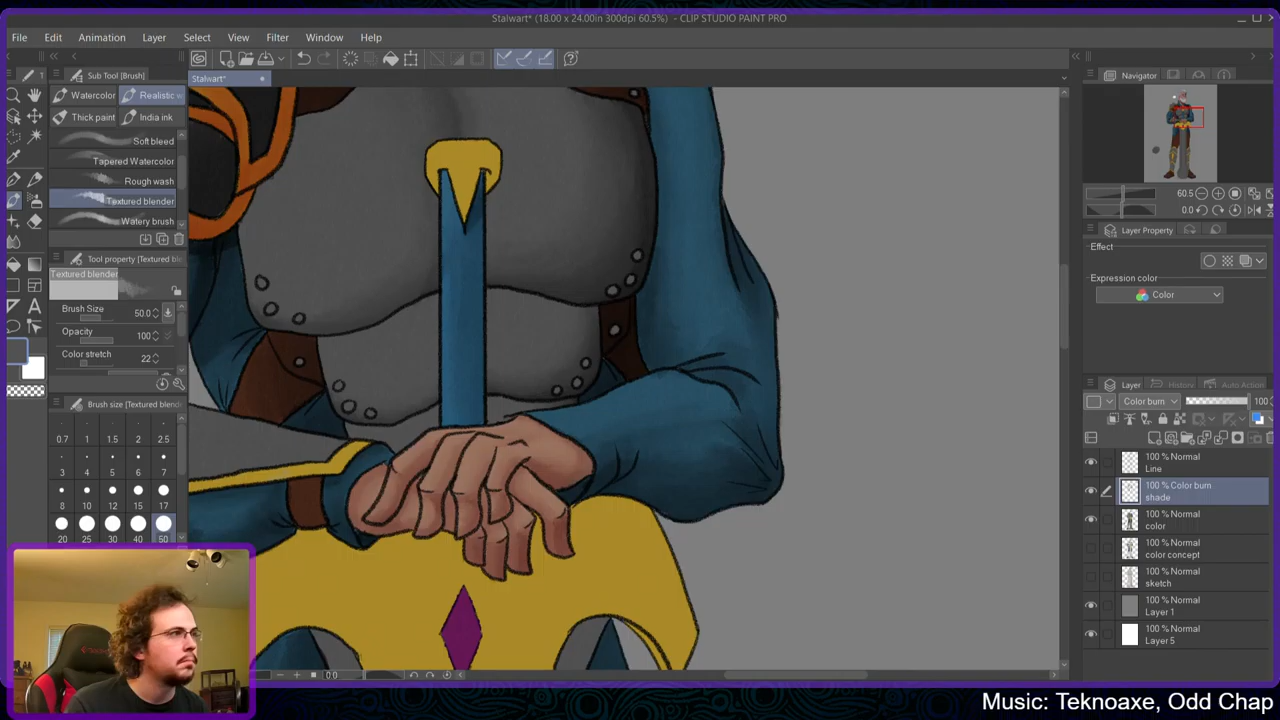 Stalwart* (18.00 x 24.00in 300dpi 60.5%) - CLIP STUDIO PAINT PRO
File Edit Animation Layer Select View Filter Window Help
Sub Tool [Brush]
Stalwart*
Navigator
Watercolor
Realistic w
Thick paint
India ink
Soft bleed
Tapered Watercolor
Rough wash
Textured blender
Watery brush
60.5
0.0
Layer Property
Effect
Expression color
Color
Tool property [Textured blender]
Textured blender
Brush Size 50.0
Opacity 100
Color stretch 22
Brush size [Textured blende
0.7 1 1.5 2 2.5
3 4 5 6 7
8 10 12 15 17
20 25 30 40 50
Layer History Auto Action
Color burn 100
100 % Normal
Line
100 % Color burn
shade
100 % Normal
color
100 % Normal
color concept
100 % Normal
sketch
100 % Normal
Layer 1
100 % Normal
Layer 5
Music: Teknoaxe, Odd Chap